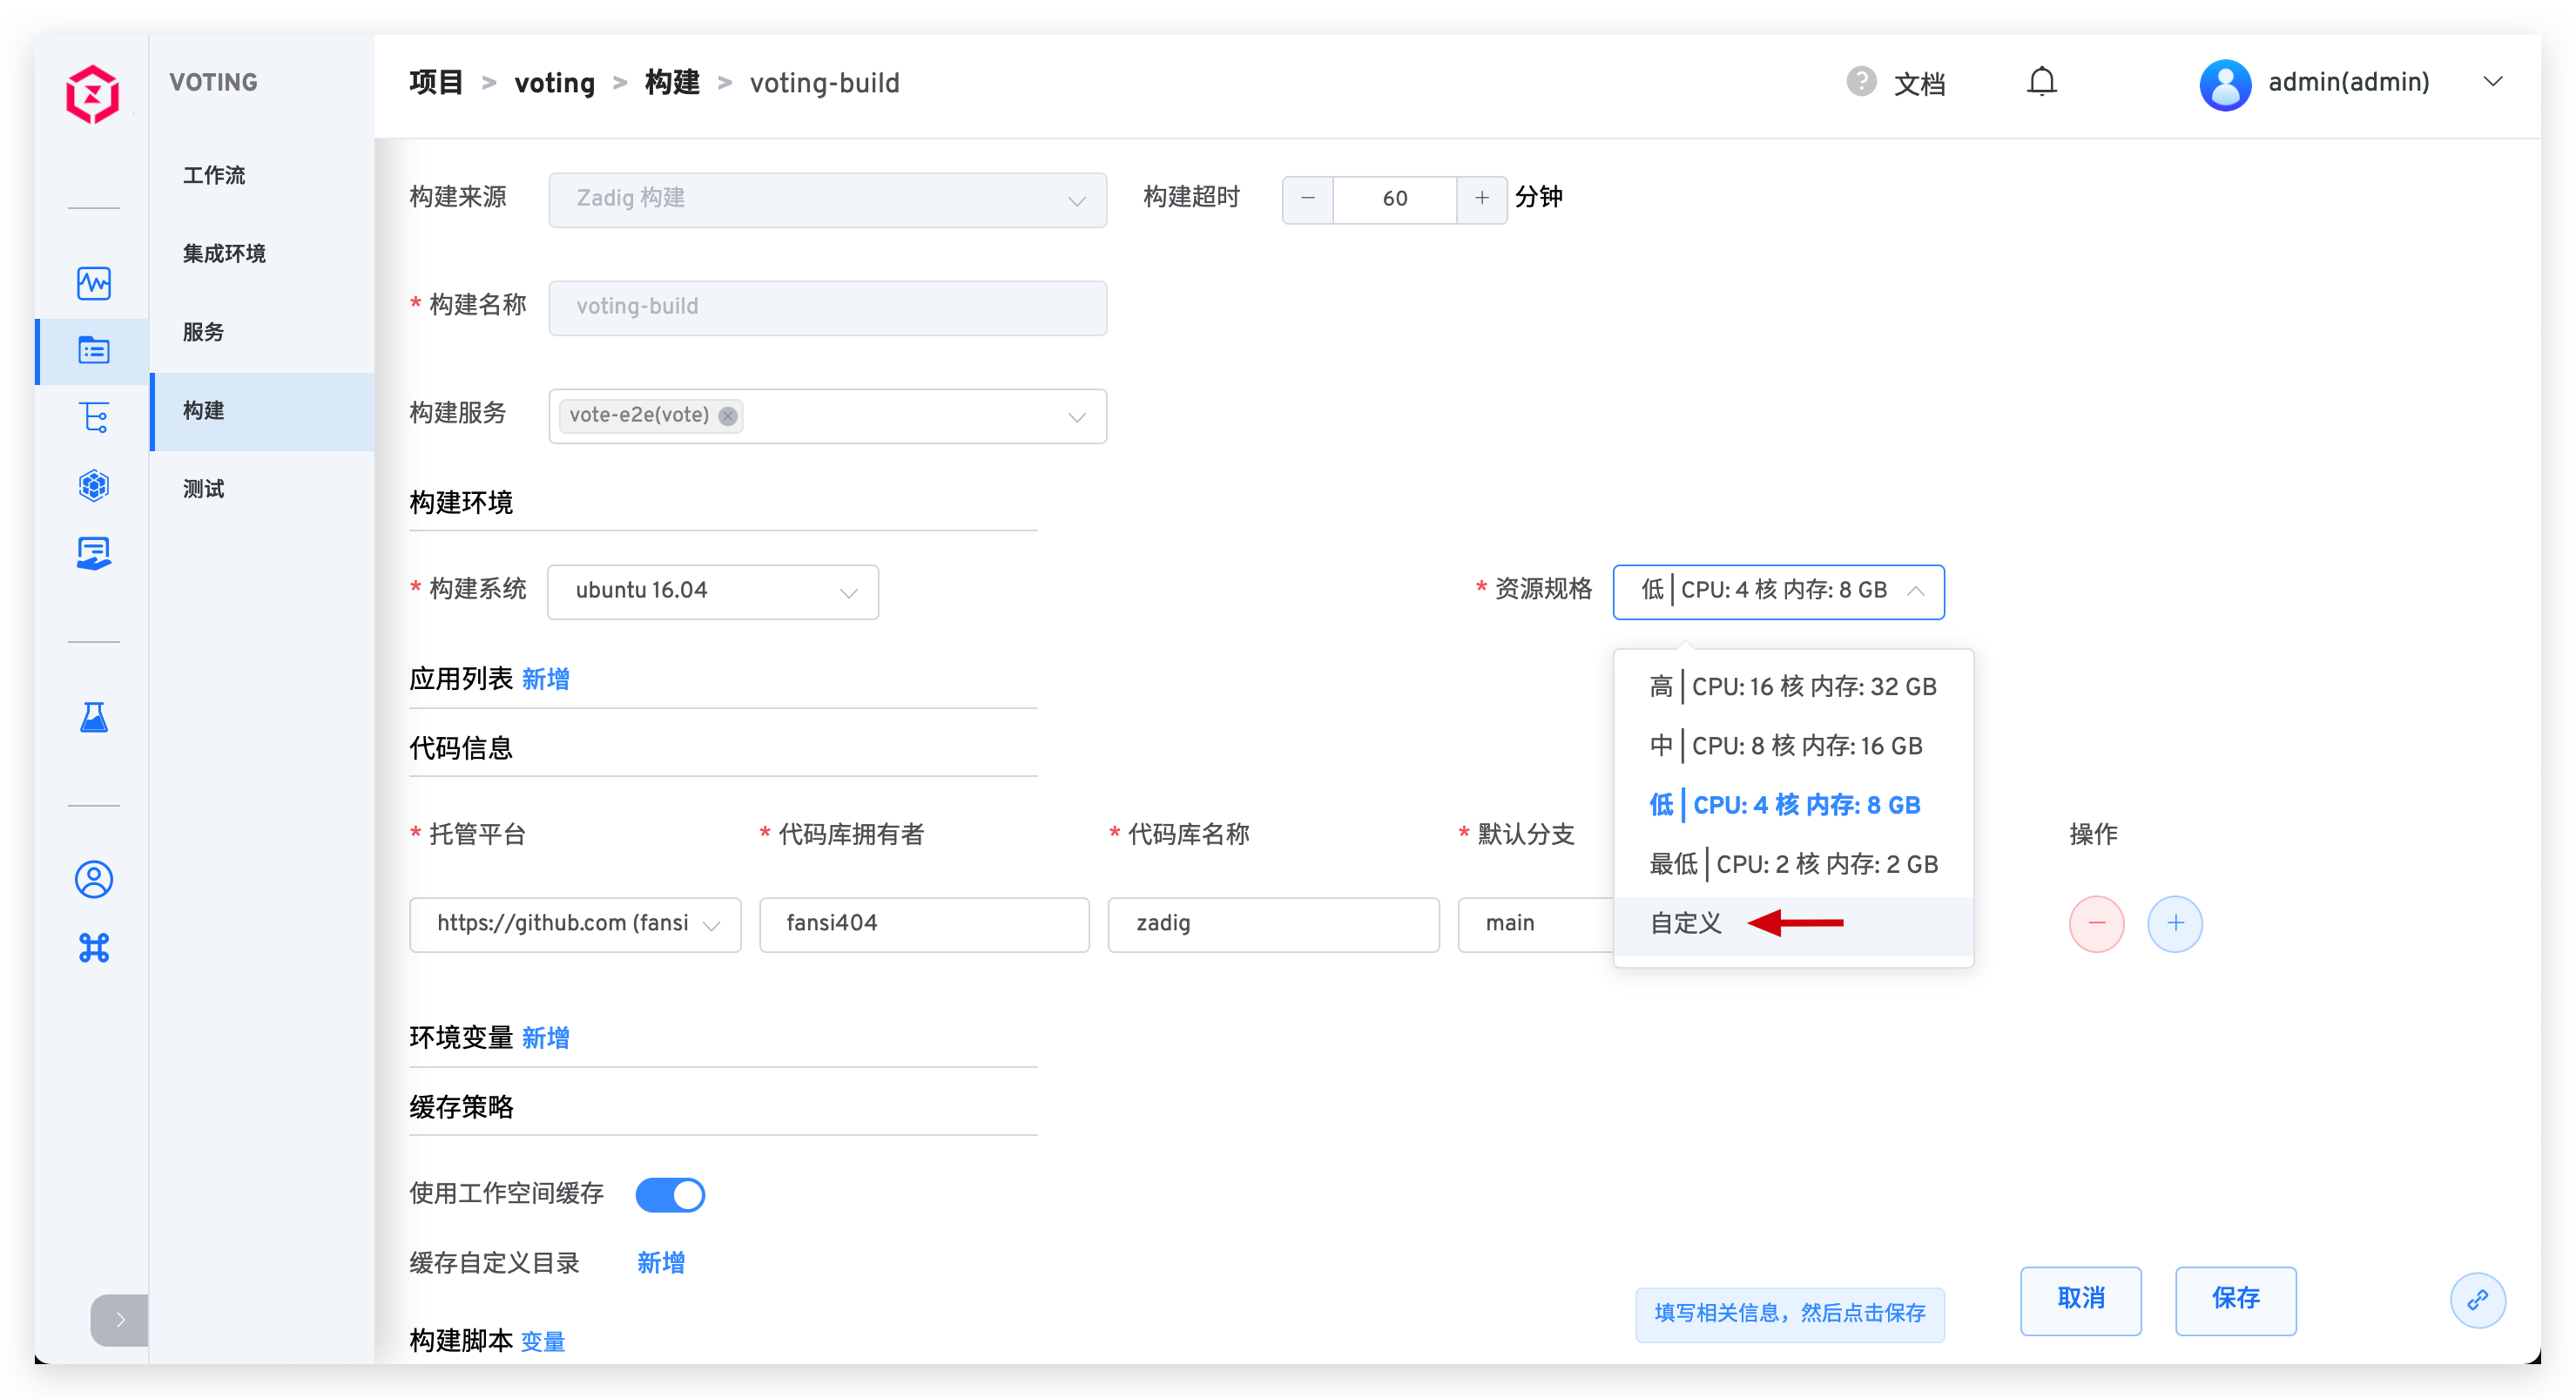 VOTING
项目 > voting > 构建 > voting-build
文档
admin(admin)
工作流
集成环境
服务
构建
测试
构建来源 Zadig 构建 构建超时 − 60 + 分钟
* 构建名称 voting-build
构建服务 vote-e2e(vote)
构建环境
* 构建系统 ubuntu 16.04 * 资源规格 低 | CPU: 4 核 内存: 8 GB
高 | CPU: 16 核 内存: 32 GB
中 | CPU: 8 核 内存: 16 GB
低 | CPU: 4 核 内存: 8 GB
最低 | CPU: 2 核 内存: 2 GB
自定义
应用列表 新增
代码信息
* 托管平台 * 代码库拥有者 * 代码库名称 * 默认分支 操作
https://github.com (fansi fansi404 zadig main
环境变量 新增
缓存策略
使用工作空间缓存
缓存自定义目录 新增
构建脚本 变量
填写相关信息，然后点击保存 取消 保存